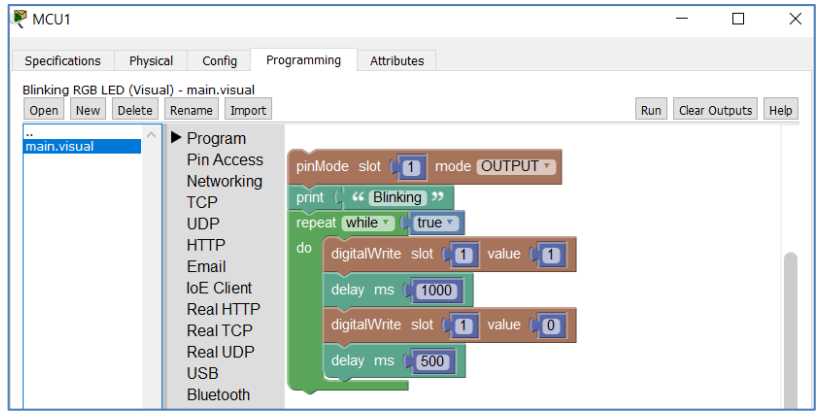 MCU1
Specifications Physical Config Programming Attributes
Blinking RGB LED (Visual) - main.visual
Open New Delete Rename Import Run Clear Outputs Help
..
main.visual
Program
Pin Access
Networking
TCP
UDP
HTTP
Email
IoE Client
Real HTTP
Real TCP
Real UDP
USB
Bluetooth
pinMode slot 1 mode OUTPUT
print “ Blinking ”
repeat while true
do digitalWrite slot 1 value 1
delay ms 1000
digitalWrite slot 1 value 0
delay ms 500